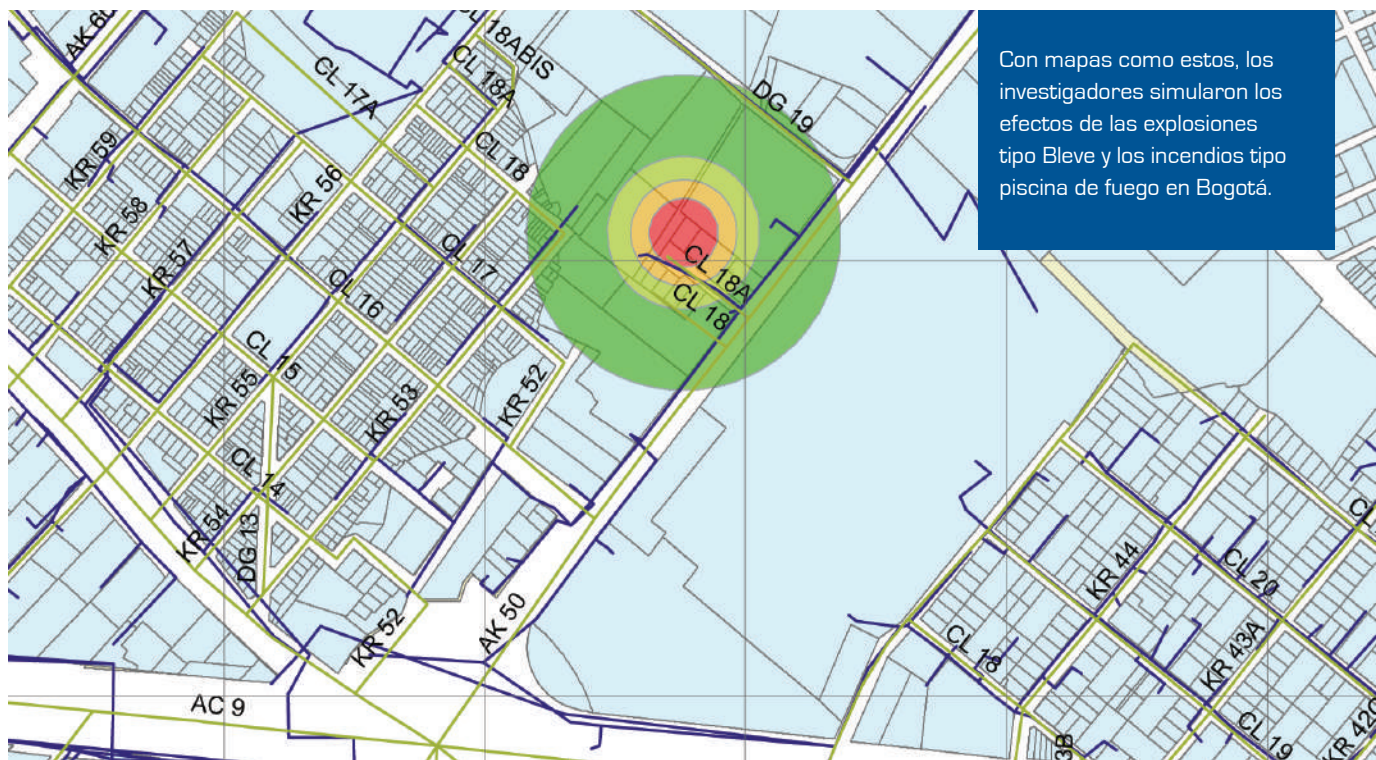 Con mapas como estos, los
investigadores simularon los
efectos de las explosiones
tipo Bleve y los incendios tipo
piscina de fuego en Bogotá.
CL 18ABIS
CL 18A
CL 17A
DG 19
CL 18
KR 59
KR 56
KR 58
CL 17
KR 57
CL 16
CL 18A
CL 18
CL 15
KR 55
KR 53
KR 52
CL 14
KR 54
DG 13
KR 52
AK 50
AC 9
KR 44
CL 20
CL 18
KR 43A
CL 19